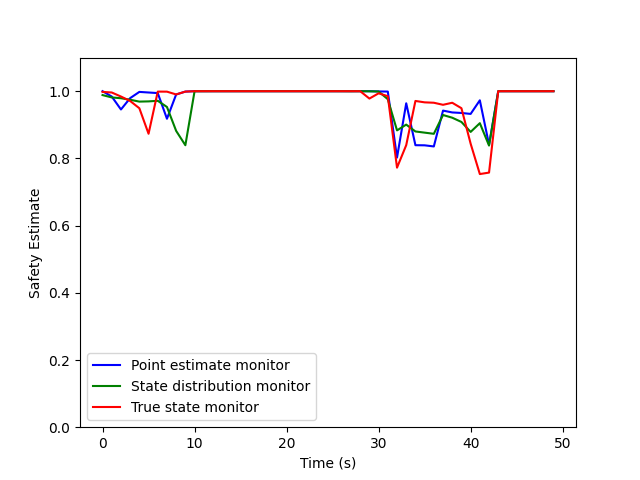 1.0
0.8
0.6
0.4
0.2
0.0
Safety Estimate
Point estimate monitor
State distribution monitor
True state monitor
0 10 20 30 40 50
Time (s)